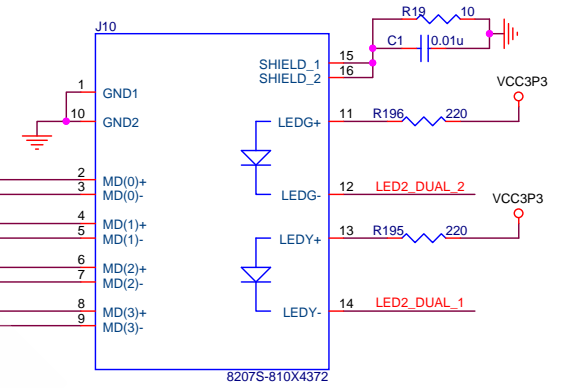 J10
R19 10
C1 0.01u
SHIELD_1 15
SHIELD_2 16
VCC3P3
1 GND1
10 GND2
LEDG+ 11 R196 220
2 MD(0)+
3 MD(0)-
LEDG- 12 LED2_DUAL_2
VCC3P3
4 MD(1)+
5 MD(1)-
LEDY+ 13 R195 220
6 MD(2)+
7 MD(2)-
8 MD(3)+
9 MD(3)-
LEDY- 14 LED2_DUAL_1
8207S-810X4372